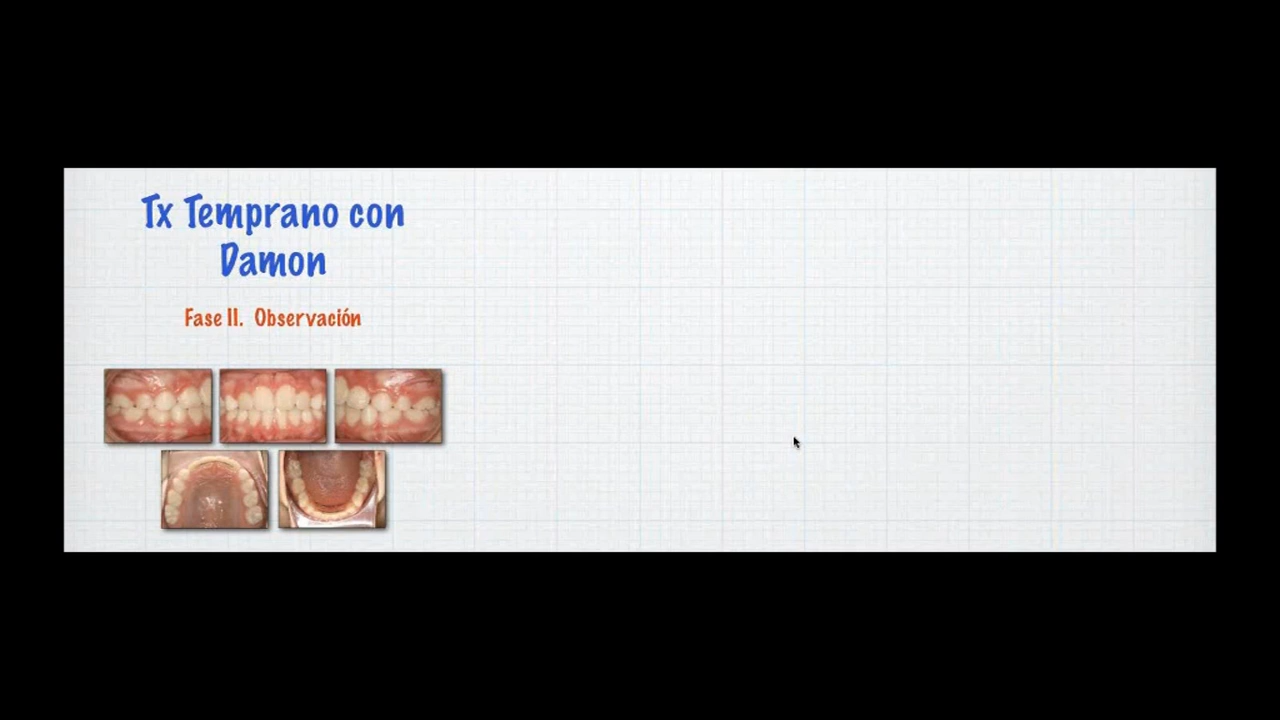 Tx Temprano con
Damon
Fase II. Observación